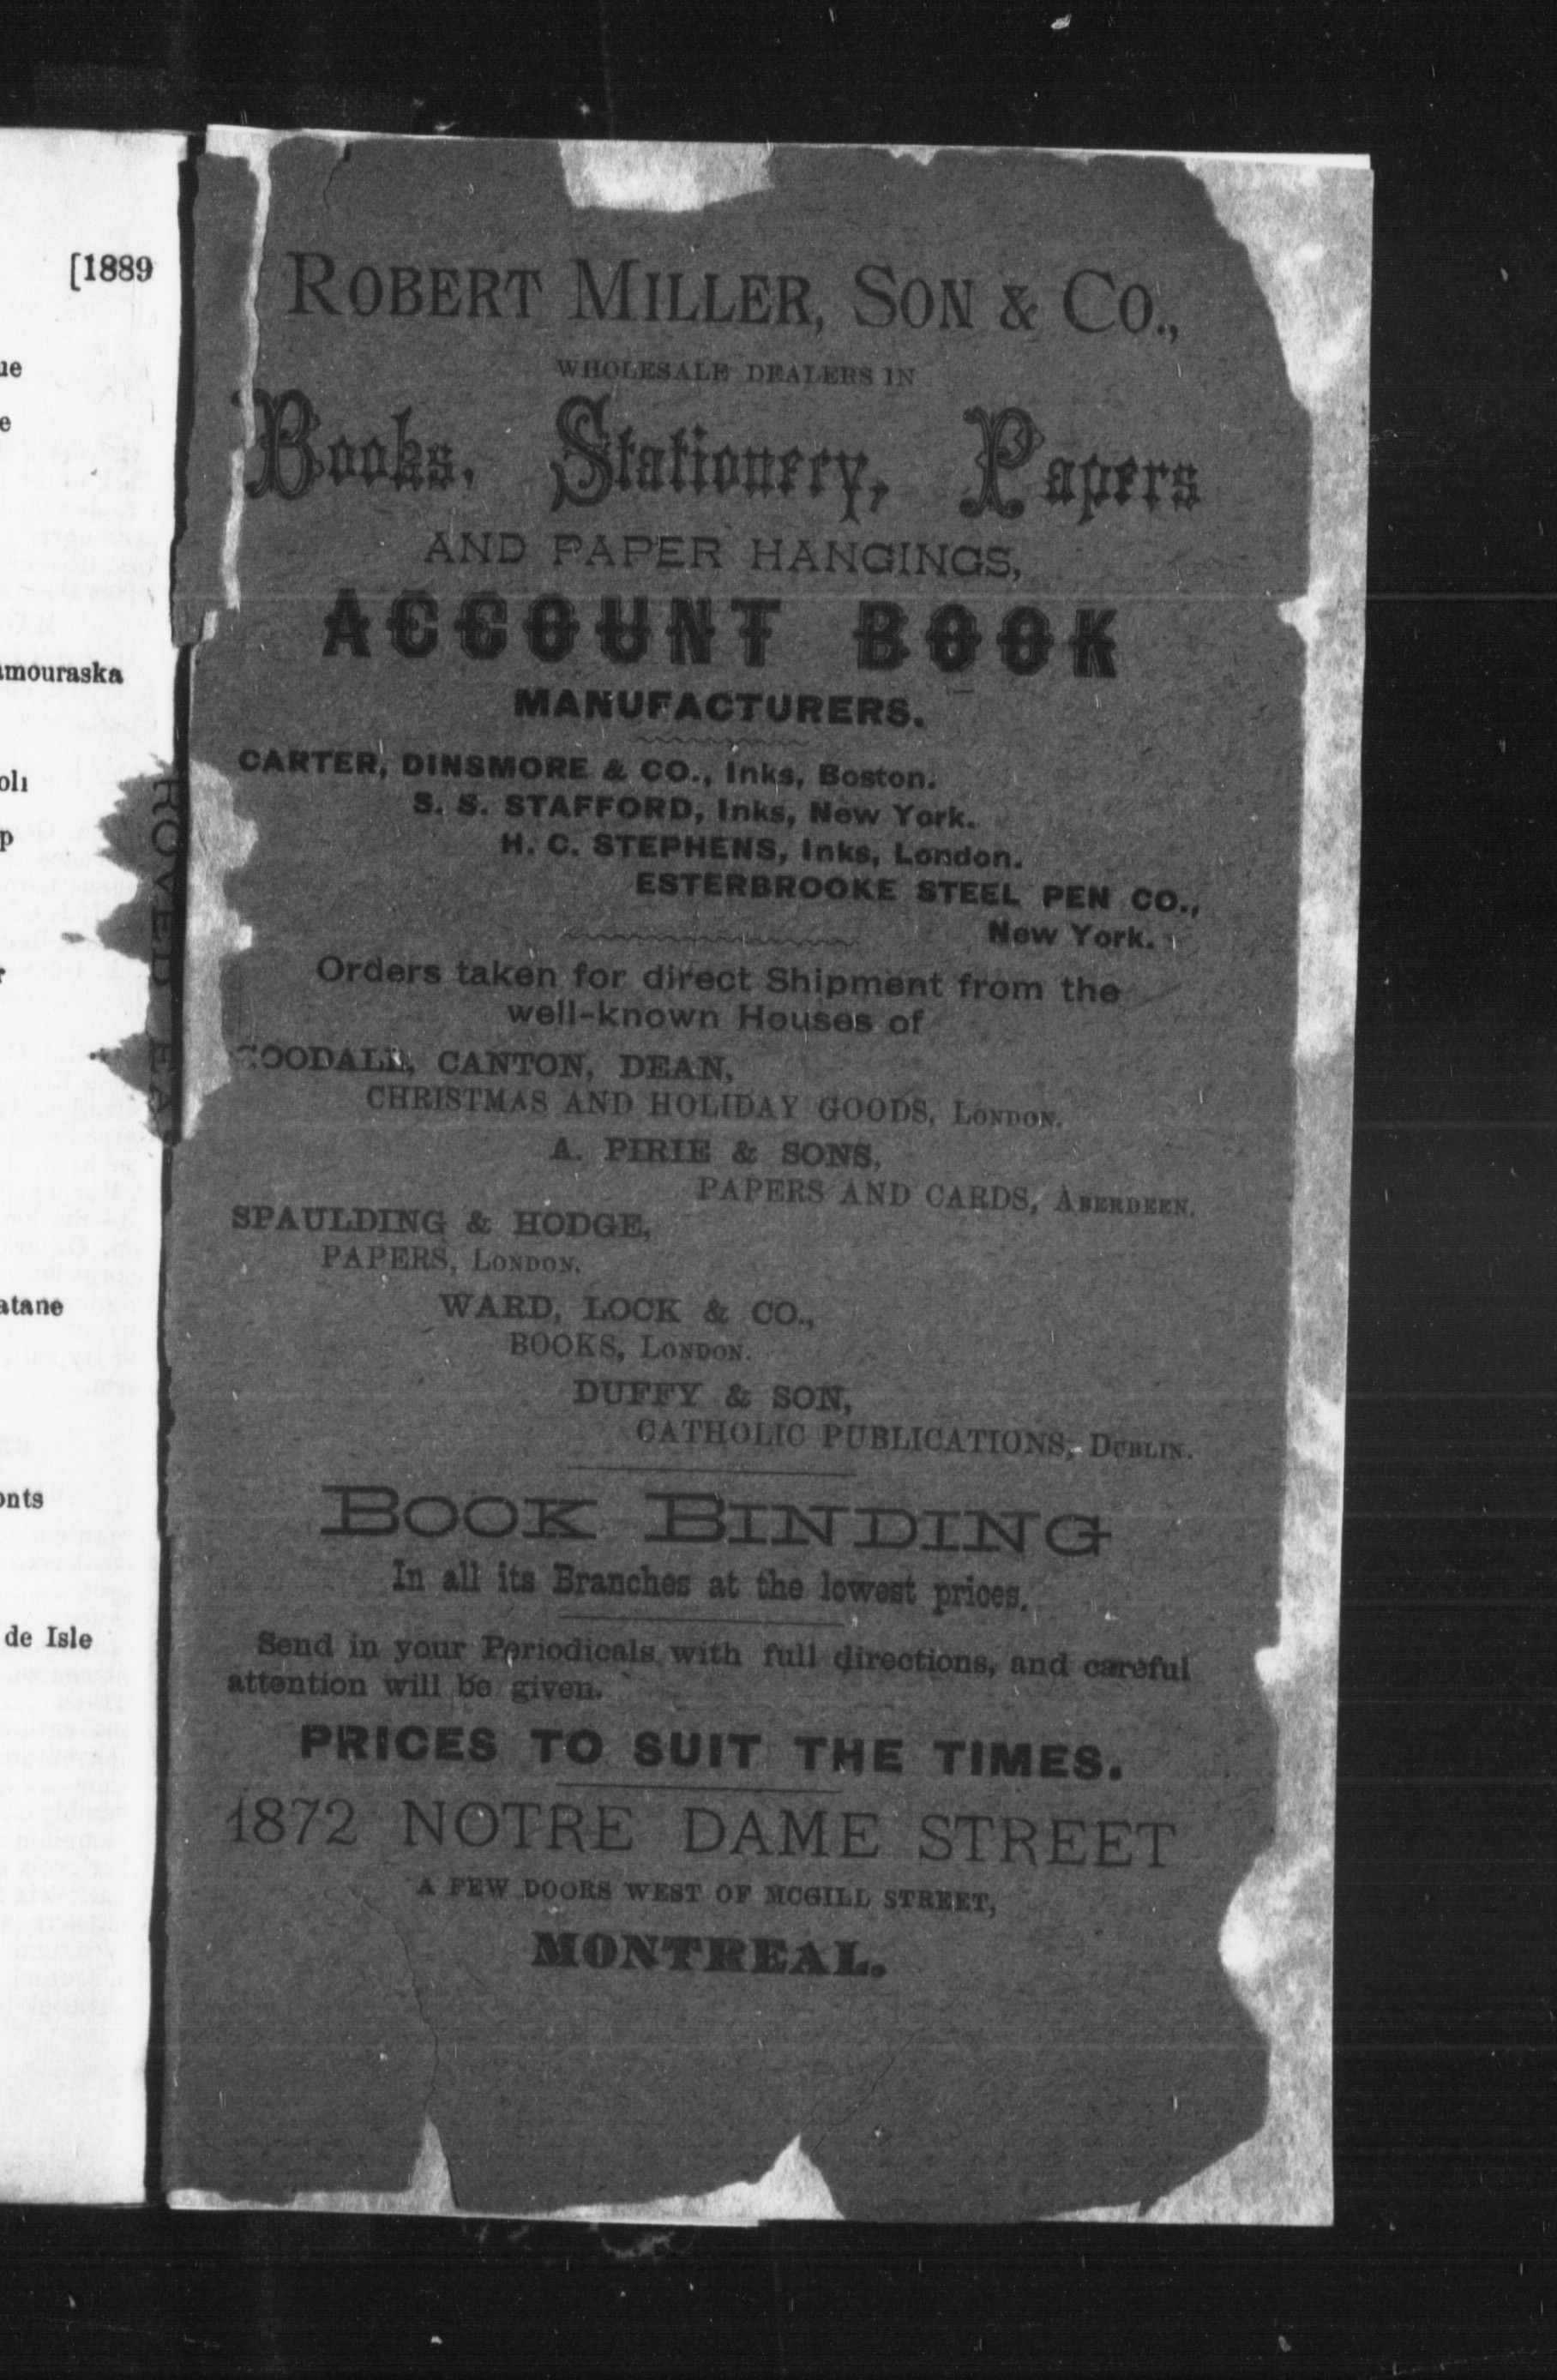 [1889
ue
e
amouraska
oli
p
r
atane
onts
de Isle
ROVED EA
ROBERT MILLER, SON & CO.,
WHOLESALE DEALERS IN
Books, Stationery, Papers
AND PAPER HANGINGS,
ACCOUNT BOOK
MANUFACTURERS.
CARTER, DINSMORE & CO., Inks, Boston.
S. S. STAFFORD, Inks, New York.
H. C. STEPHENS, Inks, London.
ESTERBROOKE STEEL PEN CO.,
New York.
Orders taken for direct Shipment from the
well-known Houses of
GOODALL, CANTON, DEAN,
CHRISTMAS AND HOLIDAY GOODS, LONDON.
A. PIRIE & SONS,
PAPERS AND CARDS, ABERDEEN.
SPAULDING & HODGE,
PAPERS, LONDON.
WARD, LOCK & CO.,
BOOKS, LONDON.
DUFFY & SON,
CATHOLIC PUBLICATIONS, DUBLIN.
BOOK BINDING
In all its Branches at the lowest prices.
Send in your Periodicals with full directions, and careful
attention will be given.
PRICES TO SUIT THE TIMES.
1872 NOTRE DAME STREET
A FEW DOORS WEST OF MCGILL STREET,
MONTREAL.